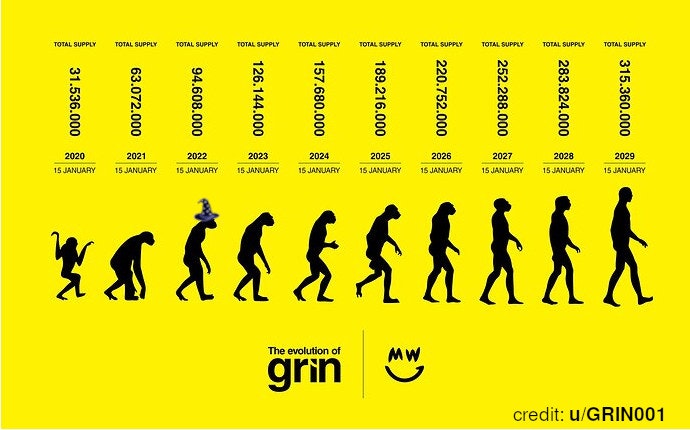 TOTAL SUPPLY TOTAL SUPPLY TOTAL SUPPLY TOTAL SUPPLY TOTAL SUPPLY TOTAL SUPPLY TOTAL SUPPLY TOTAL SUPPLY TOTAL SUPPLY TOTAL SUPPLY
31.536.000 63.072.000 94.608.000 126.144.000 157.680.000 189.216.000 220.752.000 252.288.000 283.824.000 315.360.000
2020 2021 2022 2023 2024 2025 2026 2027 2028 2029
15 JANUARY 15 JANUARY 15 JANUARY 15 JANUARY 15 JANUARY 15 JANUARY 15 JANUARY 15 JANUARY 15 JANUARY 15 JANUARY
The evolution of
grin
MW
credit: u/GRIN001